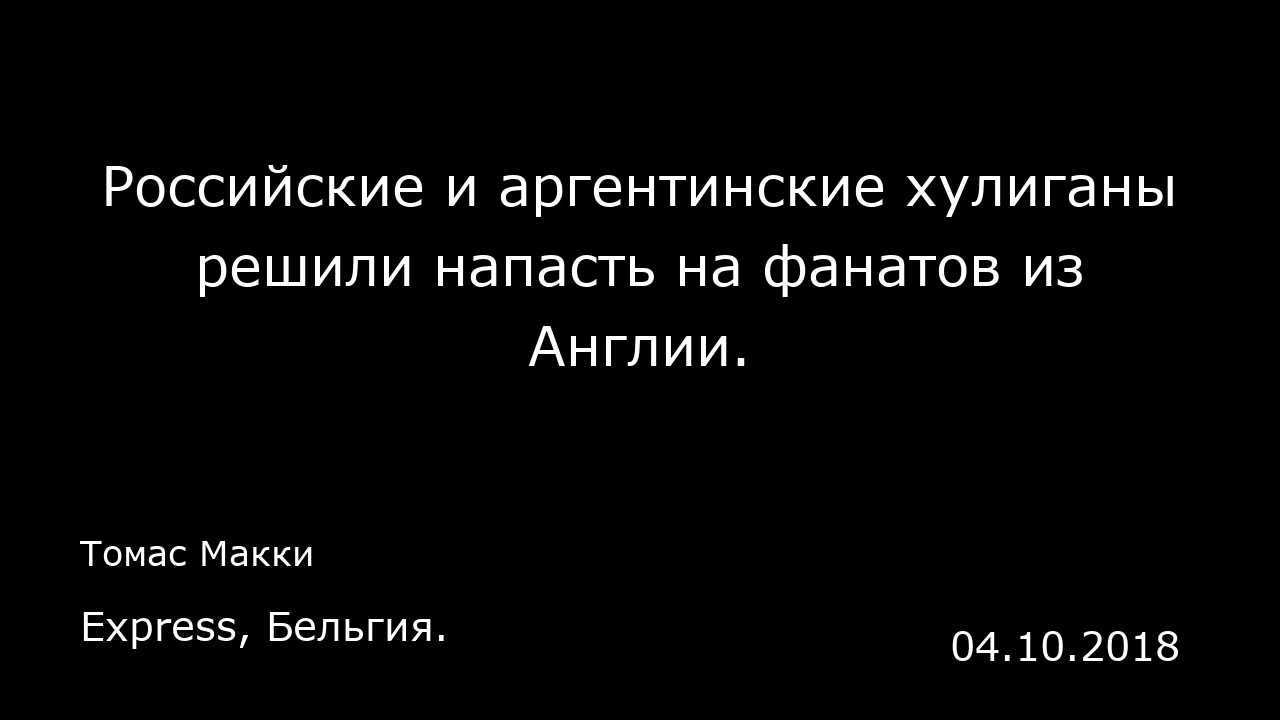 Российские и аргентинские хулиганы
решили напасть на фанатов из
Англии.
Томас Макки
Express, Бельгия.
04.10.2018